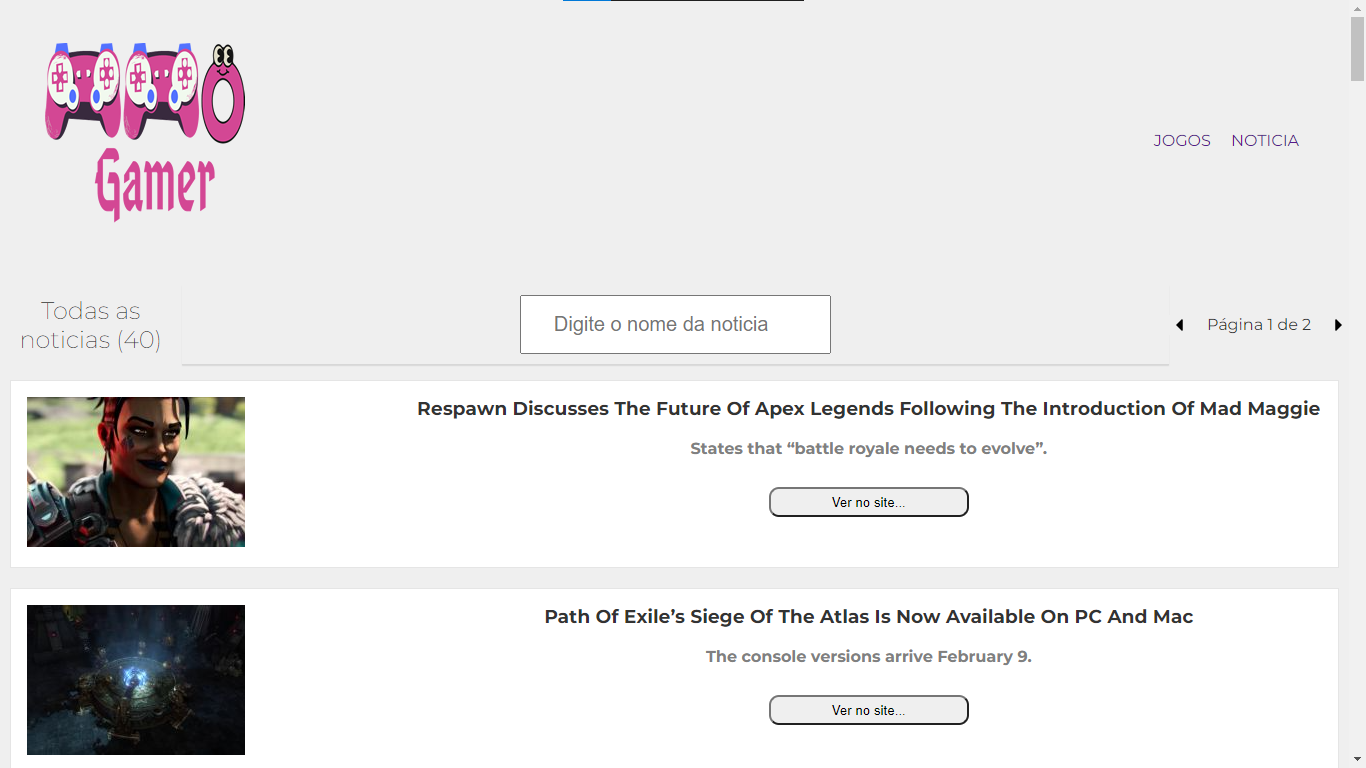 Gamer
JOGOS NOTICIA
Todas as
noticias (40)
Digite o nome da noticia
Página 1 de 2
Respawn Discusses The Future Of Apex Legends Following The Introduction Of Mad Maggie
States that “battle royale needs to evolve”.
Ver no site...
Path Of Exile’s Siege Of The Atlas Is Now Available On PC And Mac
The console versions arrive February 9.
Ver no site...